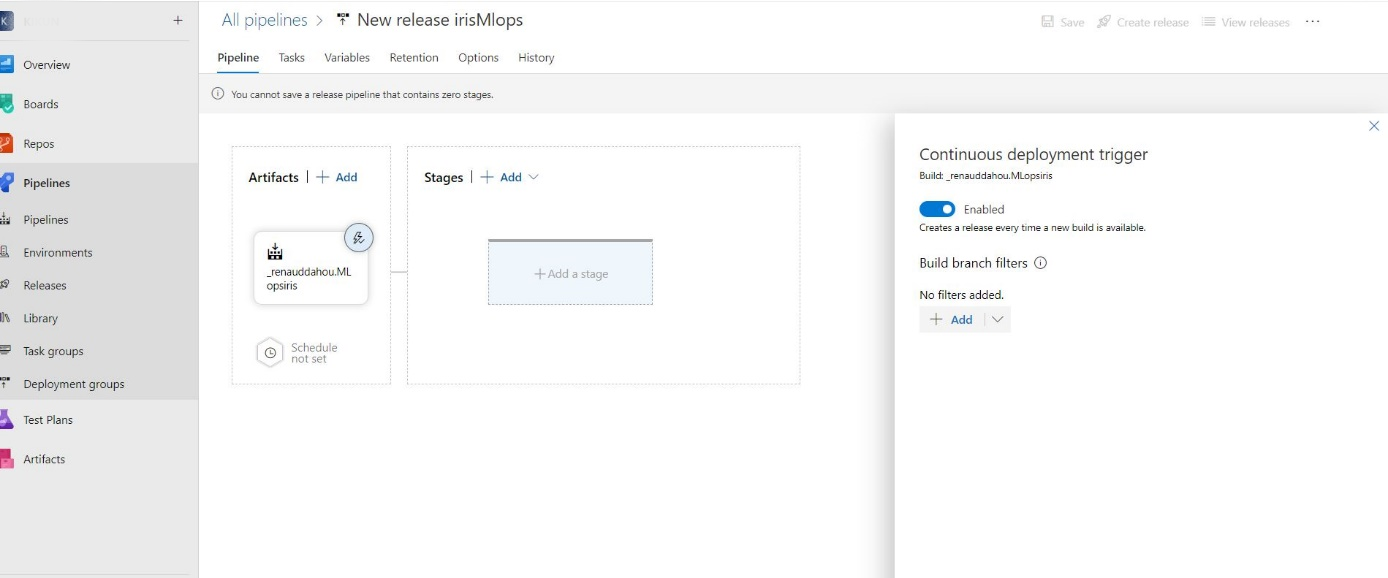 K
All pipelines > New release irisMlops
Save Create release View releases ...
Overview
Boards
Repos
Pipelines
Pipelines
Environments
Releases
Library
Task groups
Deployment groups
Test Plans
Artifacts
Pipeline Tasks Variables Retention Options History
You cannot save a release pipeline that contains zero stages.
Artifacts | + Add
_renauddahou.ML
opsiris
Schedule
not set
Stages | + Add
+ Add a stage
Continuous deployment trigger
Build: _renauddahou.MLopsiris
Enabled
Creates a release every time a new build is available.
Build branch filters
No filters added.
+ Add